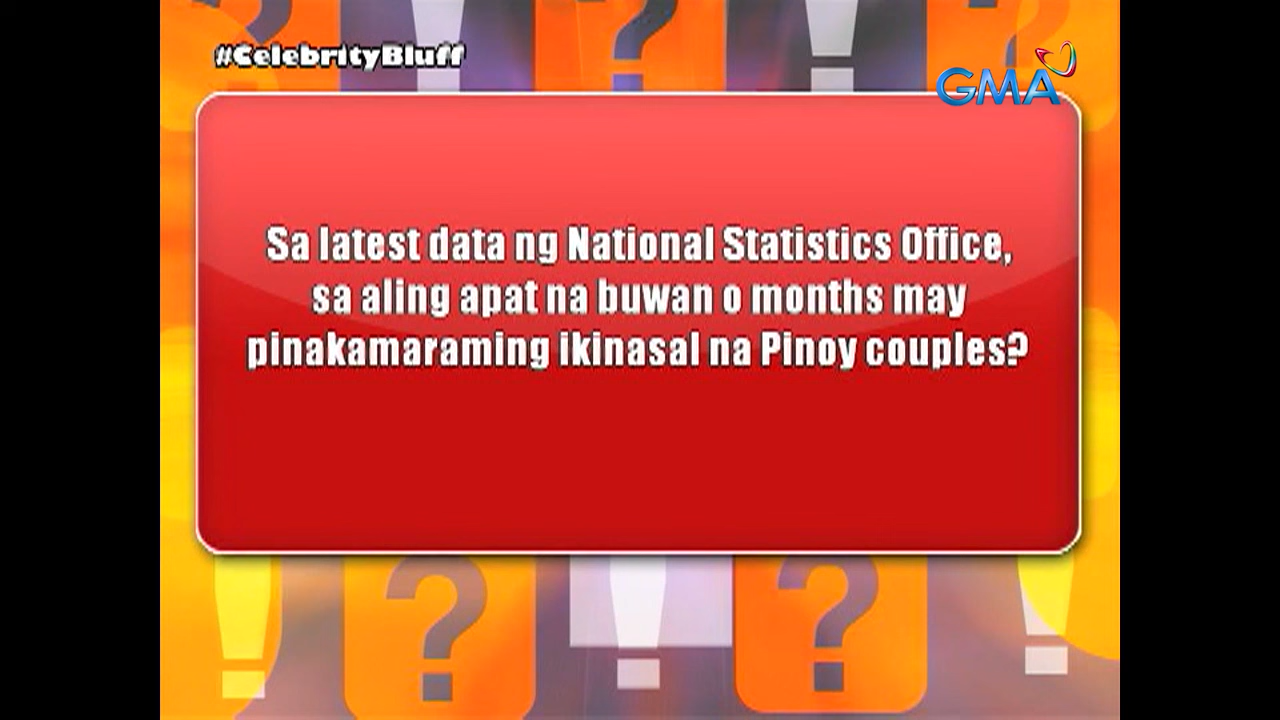 #CelebrityBluff
GMA
Sa latest data ng National Statistics Office,
sa aling apat na buwan o months may
pinakamaraming ikinasal na Pinoy couples?